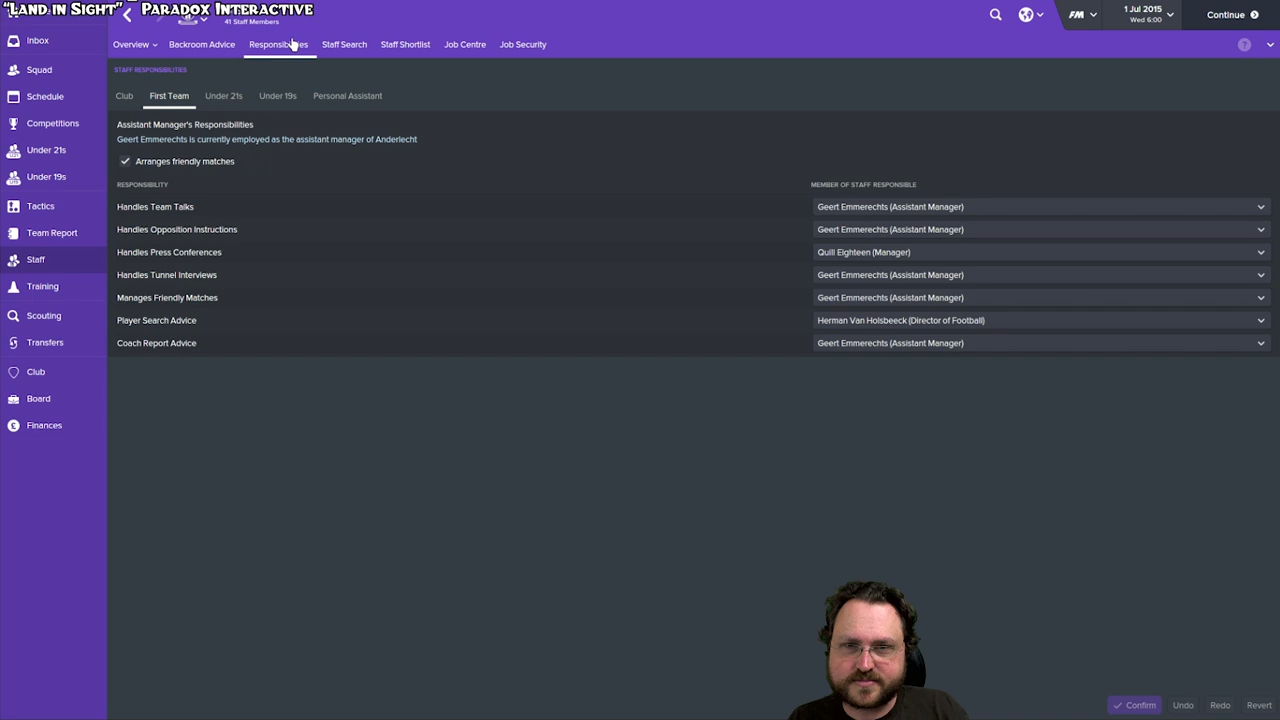 "Land in Sight" _ Paradox Interactive
41 Staff Members
FM
1 Jul 2015
Wed 6:00
Continue
Overview
Backroom Advice
Responsibilities
Staff Search
Staff Shortlist
Job Centre
Job Security
?
Inbox
Squad
Schedule
Competitions
Under 21s
Under 19s
Tactics
Team Report
Staff
Training
Scouting
Transfers
Club
Board
Finances
STAFF RESPONSIBILITIES
Club
First Team
Under 21s
Under 19s
Personal Assistant
Assistant Manager's Responsibilities
Geert Emmerechts is currently employed as the assistant manager of Anderlecht
Arranges friendly matches
RESPONSIBILITY MEMBER OF STAFF RESPONSIBLE
Handles Team Talks Geert Emmerechts (Assistant Manager)
Handles Opposition Instructions Geert Emmerechts (Assistant Manager)
Handles Press Conferences Quill Eighteen (Manager)
Handles Tunnel Interviews Geert Emmerechts (Assistant Manager)
Manages Friendly Matches Geert Emmerechts (Assistant Manager)
Player Search Advice Herman Van Holsbeeck (Director of Football)
Coach Report Advice Geert Emmerechts (Assistant Manager)
Confirm
Undo
Redo
Revert